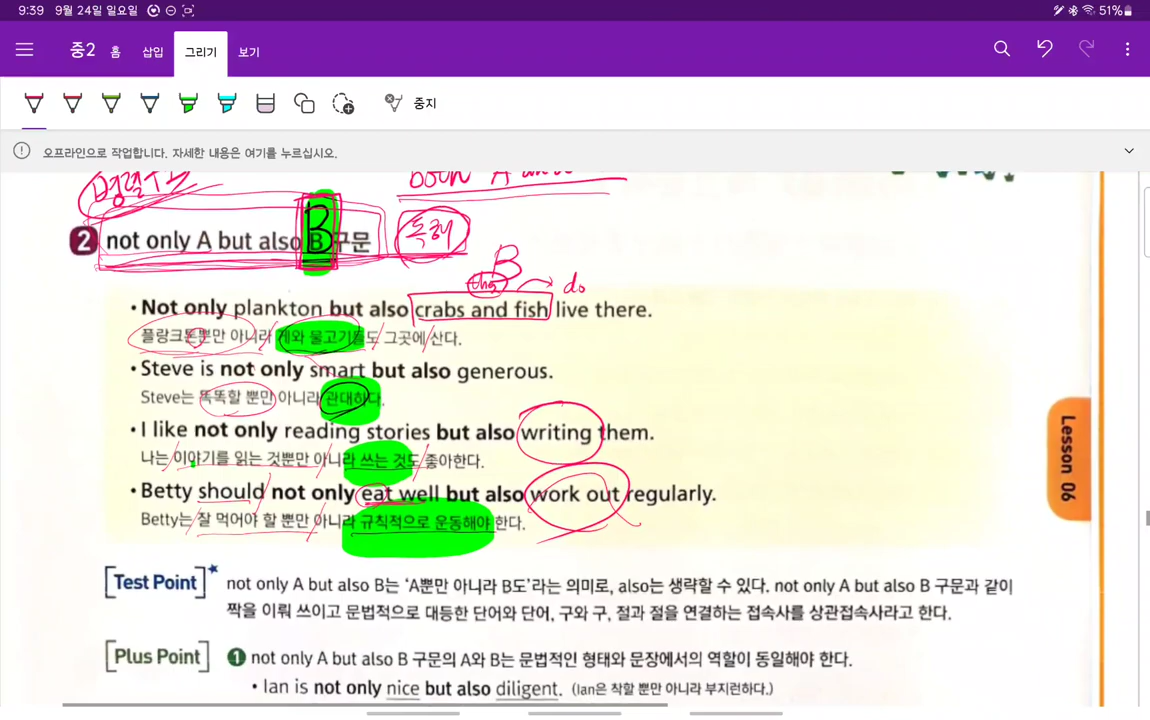 9:39 9월 24일 일요일 51%
중2 홈 삽입 그리기 보기
중지
오프라인으로 작업합니다. 자세한 내용은 여기를 누르십시오.
both A
2 not only A but also B 구문 독해
B
they do
• Not only plankton but also crabs and fish live there.
플랑크톤뿐만 아니라 게와 물고기들도 그곳에 산다.
• Steve is not only smart but also generous.
Steve는 똑똑할 뿐만 아니라 관대하다.
• I like not only reading stories but also writing them.
나는 이야기를 읽는 것뿐만 아니라 쓰는 것도 좋아한다.
• Betty should not only eat well but also work out regularly.
Betty는 잘 먹어야 할 뿐만 아니라 규칙적으로 운동해야 한다.
Lesson 06
[Test Point]★ not only A but also B는 ‘A뿐만 아니라 B도’라는 의미로, also는 생략할 수 있다. not only A but also B 구문과 같이
짝을 이뤄 쓰이고 문법적으로 대등한 단어와 단어, 구와 구, 절과 절을 연결하는 접속사를 상관접속사라고 한다.
[Plus Point] 1 not only A but also B 구문의 A와 B는 문법적인 형태와 문장에서의 역할이 동일해야 한다.
• Ian is not only nice but also diligent. (Ian은 착할 뿐만 아니라 부지런하다.)